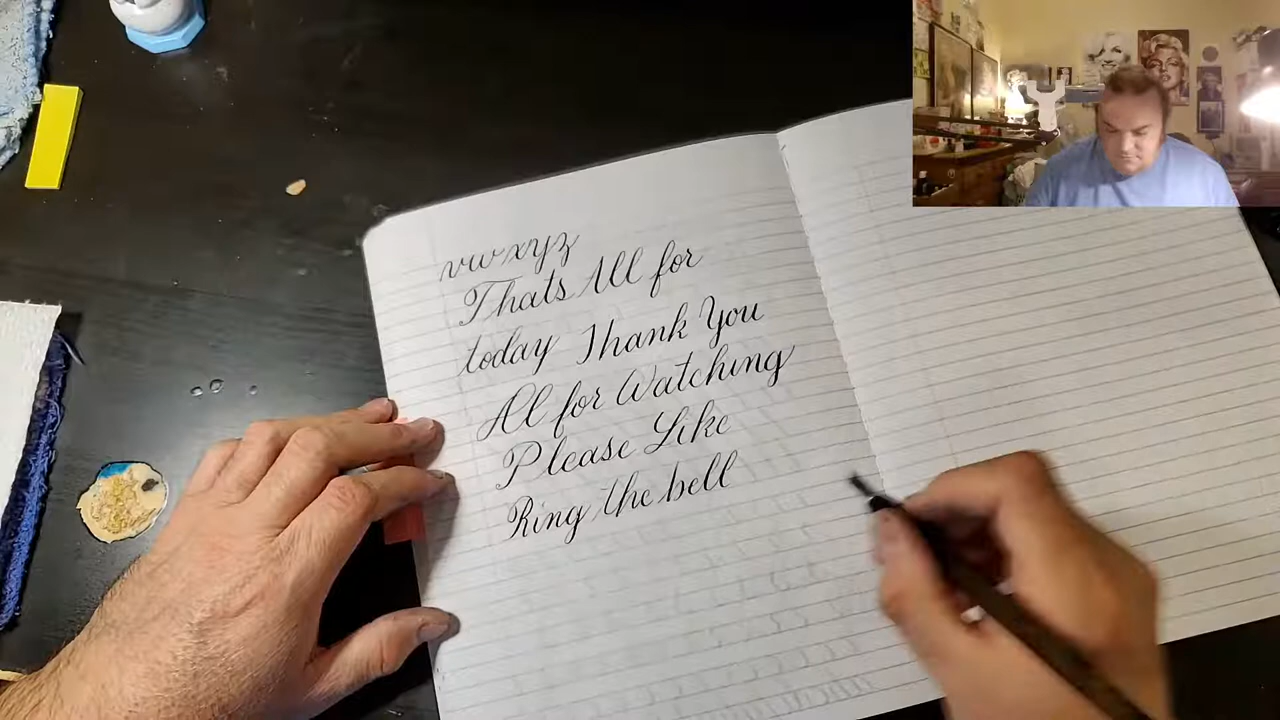 vwxyz
Thats All for
today Thank You
All for Watching
Please Like
Ring the bell